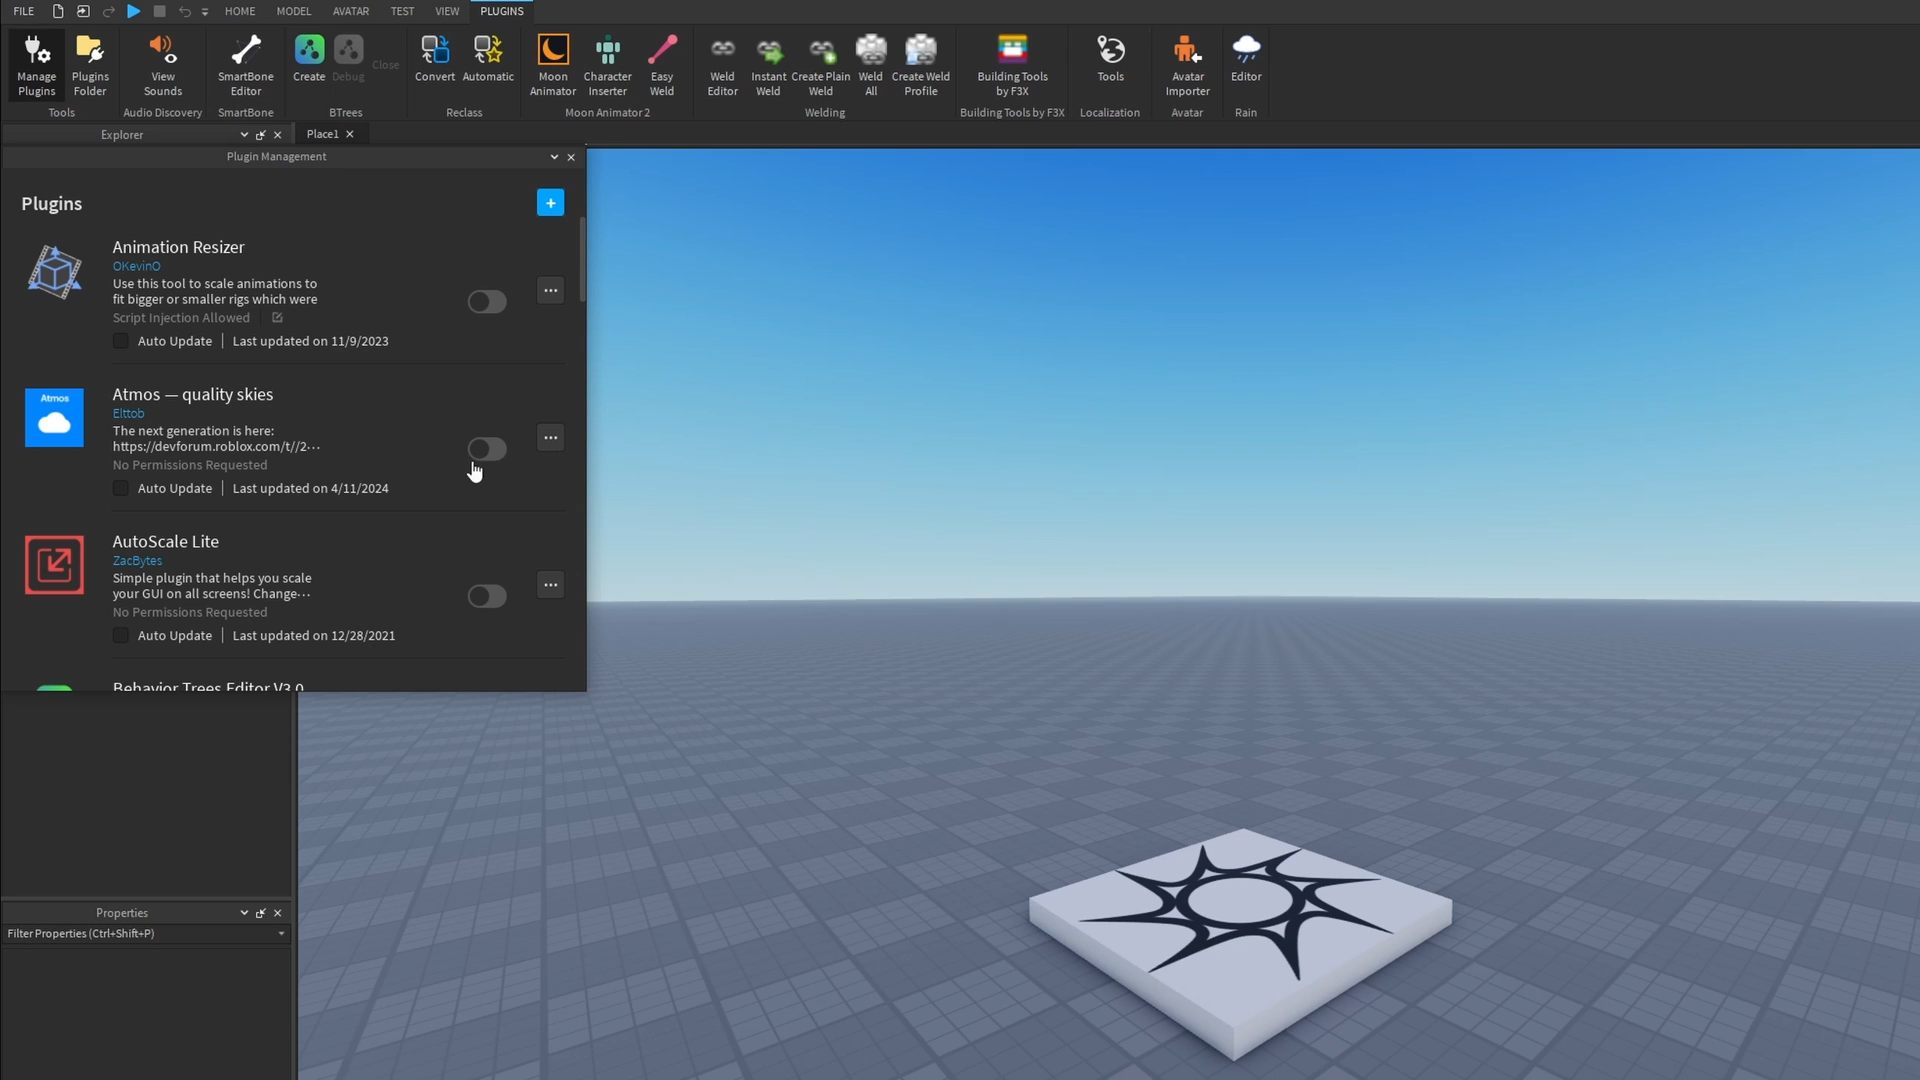 FILE HOME MODEL AVATAR TEST VIEW PLUGINS
Manage Plugins
Plugins Folder
Tools
View Sounds
Audio Discovery
SmartBone Editor
SmartBone
Create Debug Close
BTrees
Convert Automatic
Reclass
Moon Animator
Character Inserter
Easy Weld
Moon Animator 2
Weld Editor
Instant Weld
Create Plain Weld
Weld All
Create Weld Profile
Welding
Building Tools by F3X
Building Tools by F3X
Tools
Localization
Avatar Importer
Avatar
Editor
Rain
Explorer
Place1
Plugin Management
Plugins
+
Animation Resizer
OKevinO
Use this tool to scale animations to
fit bigger or smaller rigs which were
Script Injection Allowed
Auto Update | Last updated on 11/9/2023
Atmos
Atmos — quality skies
Elttob
The next generation is here:
https://devforum.roblox.com/t//2···
No Permissions Requested
Auto Update | Last updated on 4/11/2024
AutoScale Lite
ZacBytes
Simple plugin that helps you scale
your GUI on all screens! Change···
No Permissions Requested
Auto Update | Last updated on 12/28/2021
Behavior Trees Editor V3.0
Properties
Filter Properties (Ctrl+Shift+P)